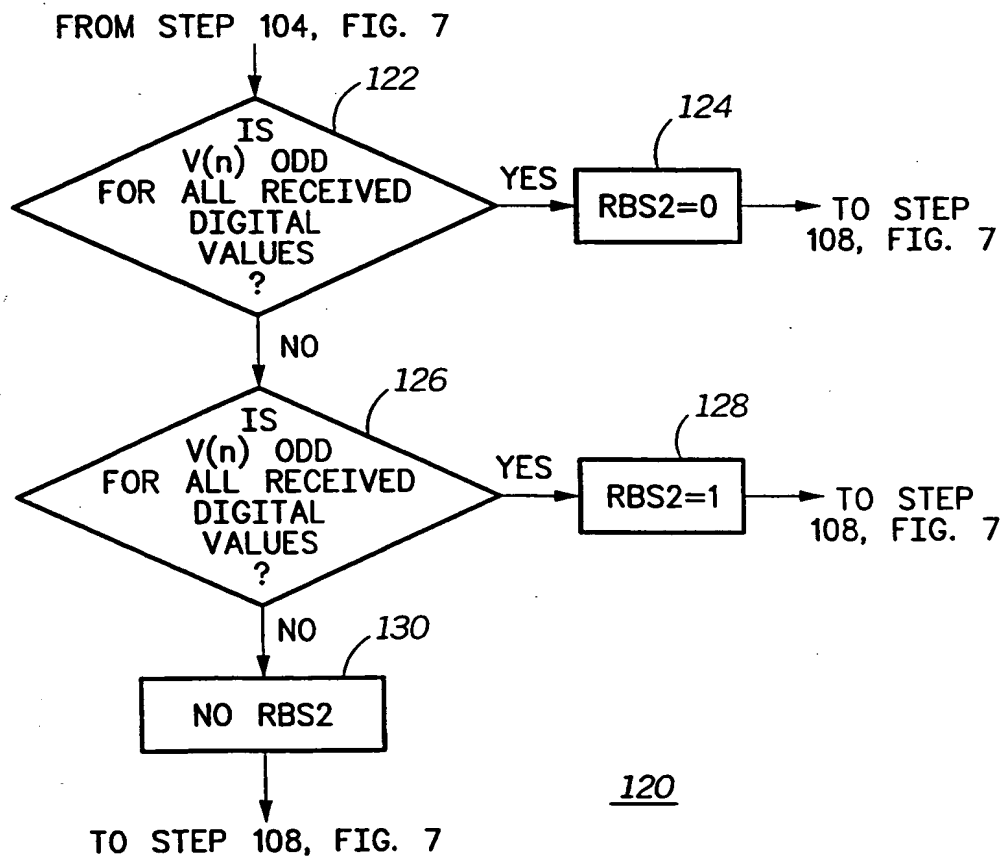 FROM STEP 104, FIG. 7
122
IS
V(n) ODD
FOR ALL RECEIVED
DIGITAL
VALUES
?
YES
124
RBS2=0
TO STEP
108, FIG. 7
NO
126
IS
V(n) ODD
FOR ALL RECEIVED
DIGITAL
VALUES
?
YES
128
RBS2=1
TO STEP
108, FIG. 7
NO
130
NO RBS2
TO STEP 108, FIG. 7
120